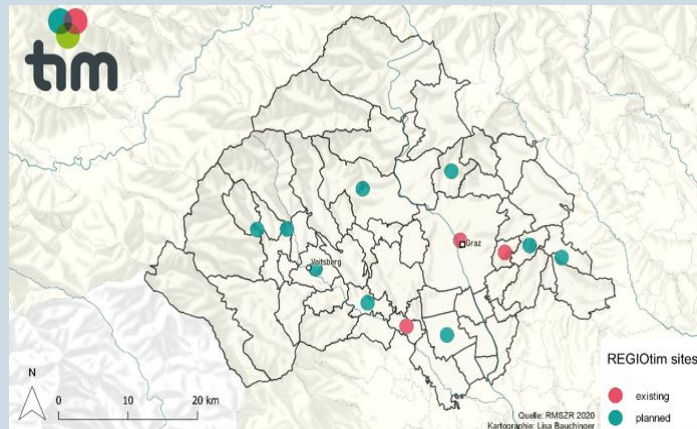 tim
Graz
Voitsberg
REGIOtim sites
N
existing
0 10 20 km
planned
Quelle: RMSZR 2020
Kartographie: Lisa Bauchinger